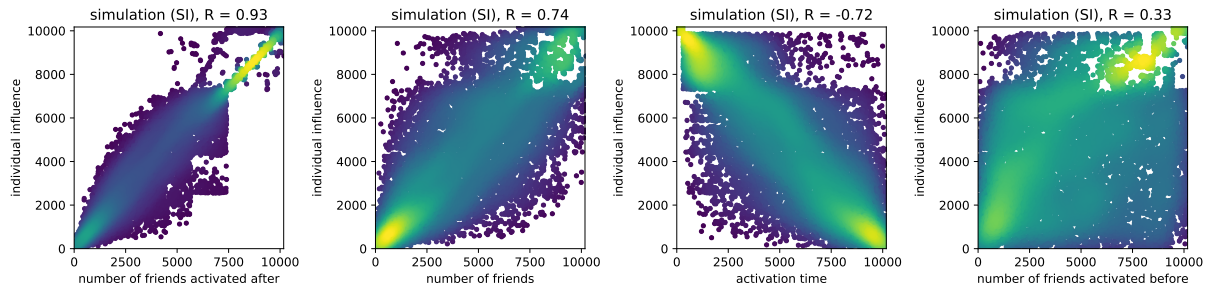 simulation (SI), R = 0.93
individual influence
10000
8000
6000
4000
2000
0
0 2500 5000 7500 10000
number of friends activated after
simulation (SI), R = 0.74
individual influence
10000
8000
6000
4000
2000
0
0 2500 5000 7500 10000
number of friends
simulation (SI), R = -0.72
individual influence
10000
8000
6000
4000
2000
0
0 2500 5000 7500 10000
activation time
simulation (SI), R = 0.33
individual influence
10000
8000
6000
4000
2000
0
0 2500 5000 7500 10000
number of friends activated before